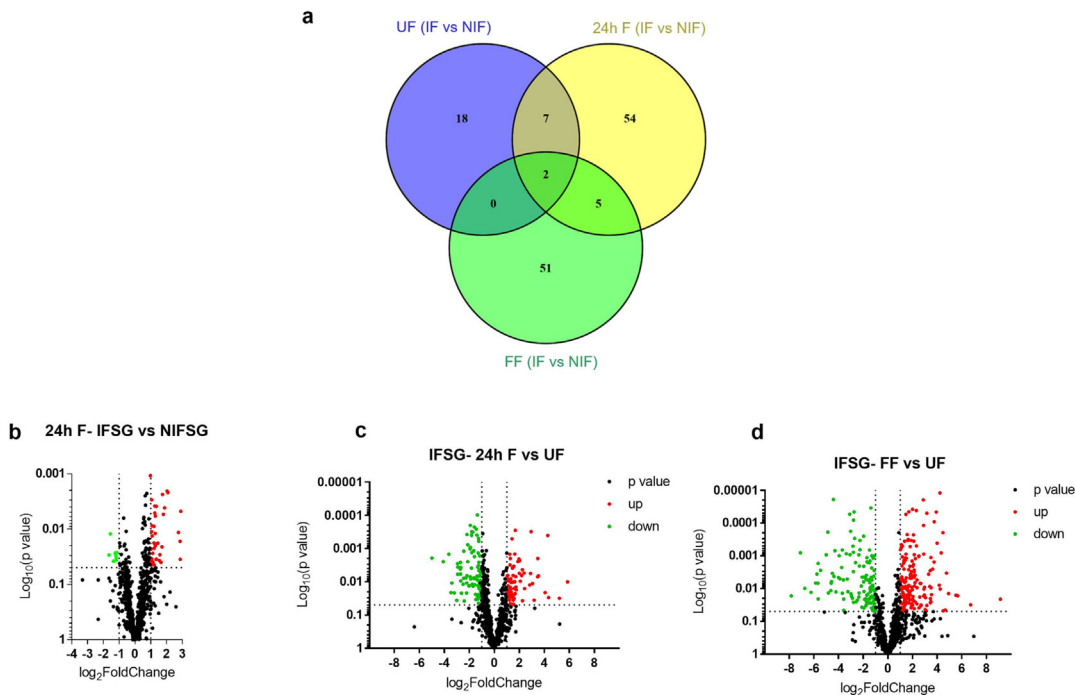 a
UF (IF vs NIF)
24h F (IF vs NIF)
18
7
54
2
0
5
51
FF (IF vs NIF)
b
24h F- IFSG vs NIFSG
0.001
0.01
0.1
1
Log10(p value)
-4 -3 -2 -1 0 1 2 3
log2FoldChange
c
IFSG- 24h F vs UF
p value
up
down
0.00001
0.0001
0.001
0.01
0.1
1
Log10(p value)
-8 -6 -4 -2 0 2 4 6 8
log2FoldChange
d
IFSG- FF vs UF
p value
up
down
0.00001
0.0001
0.001
0.01
0.1
1
Log10(p value)
-8 -6 -4 -2 0 2 4 6 8
log2FoldChange